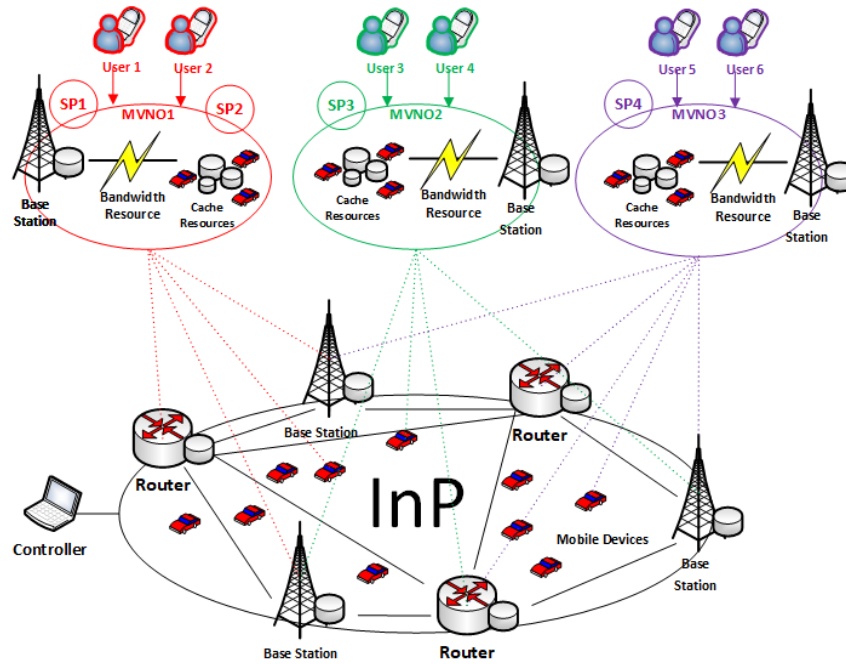 User 1
User 2
User 3
User 4
User 5
User 6
SP1
MVNO1
SP2
SP3
MVNO2
SP4
MVNO3
Base
Station
Bandwidth
Resource
Cache
Resources
Cache
Resources
Bandwidth
Resource
Base
Station
Cache
Resources
Bandwidth
Resource
Base
Station
Base Station
Router
Router
InP
Controller
Mobile Devices
Base
Station
Base Station
Router